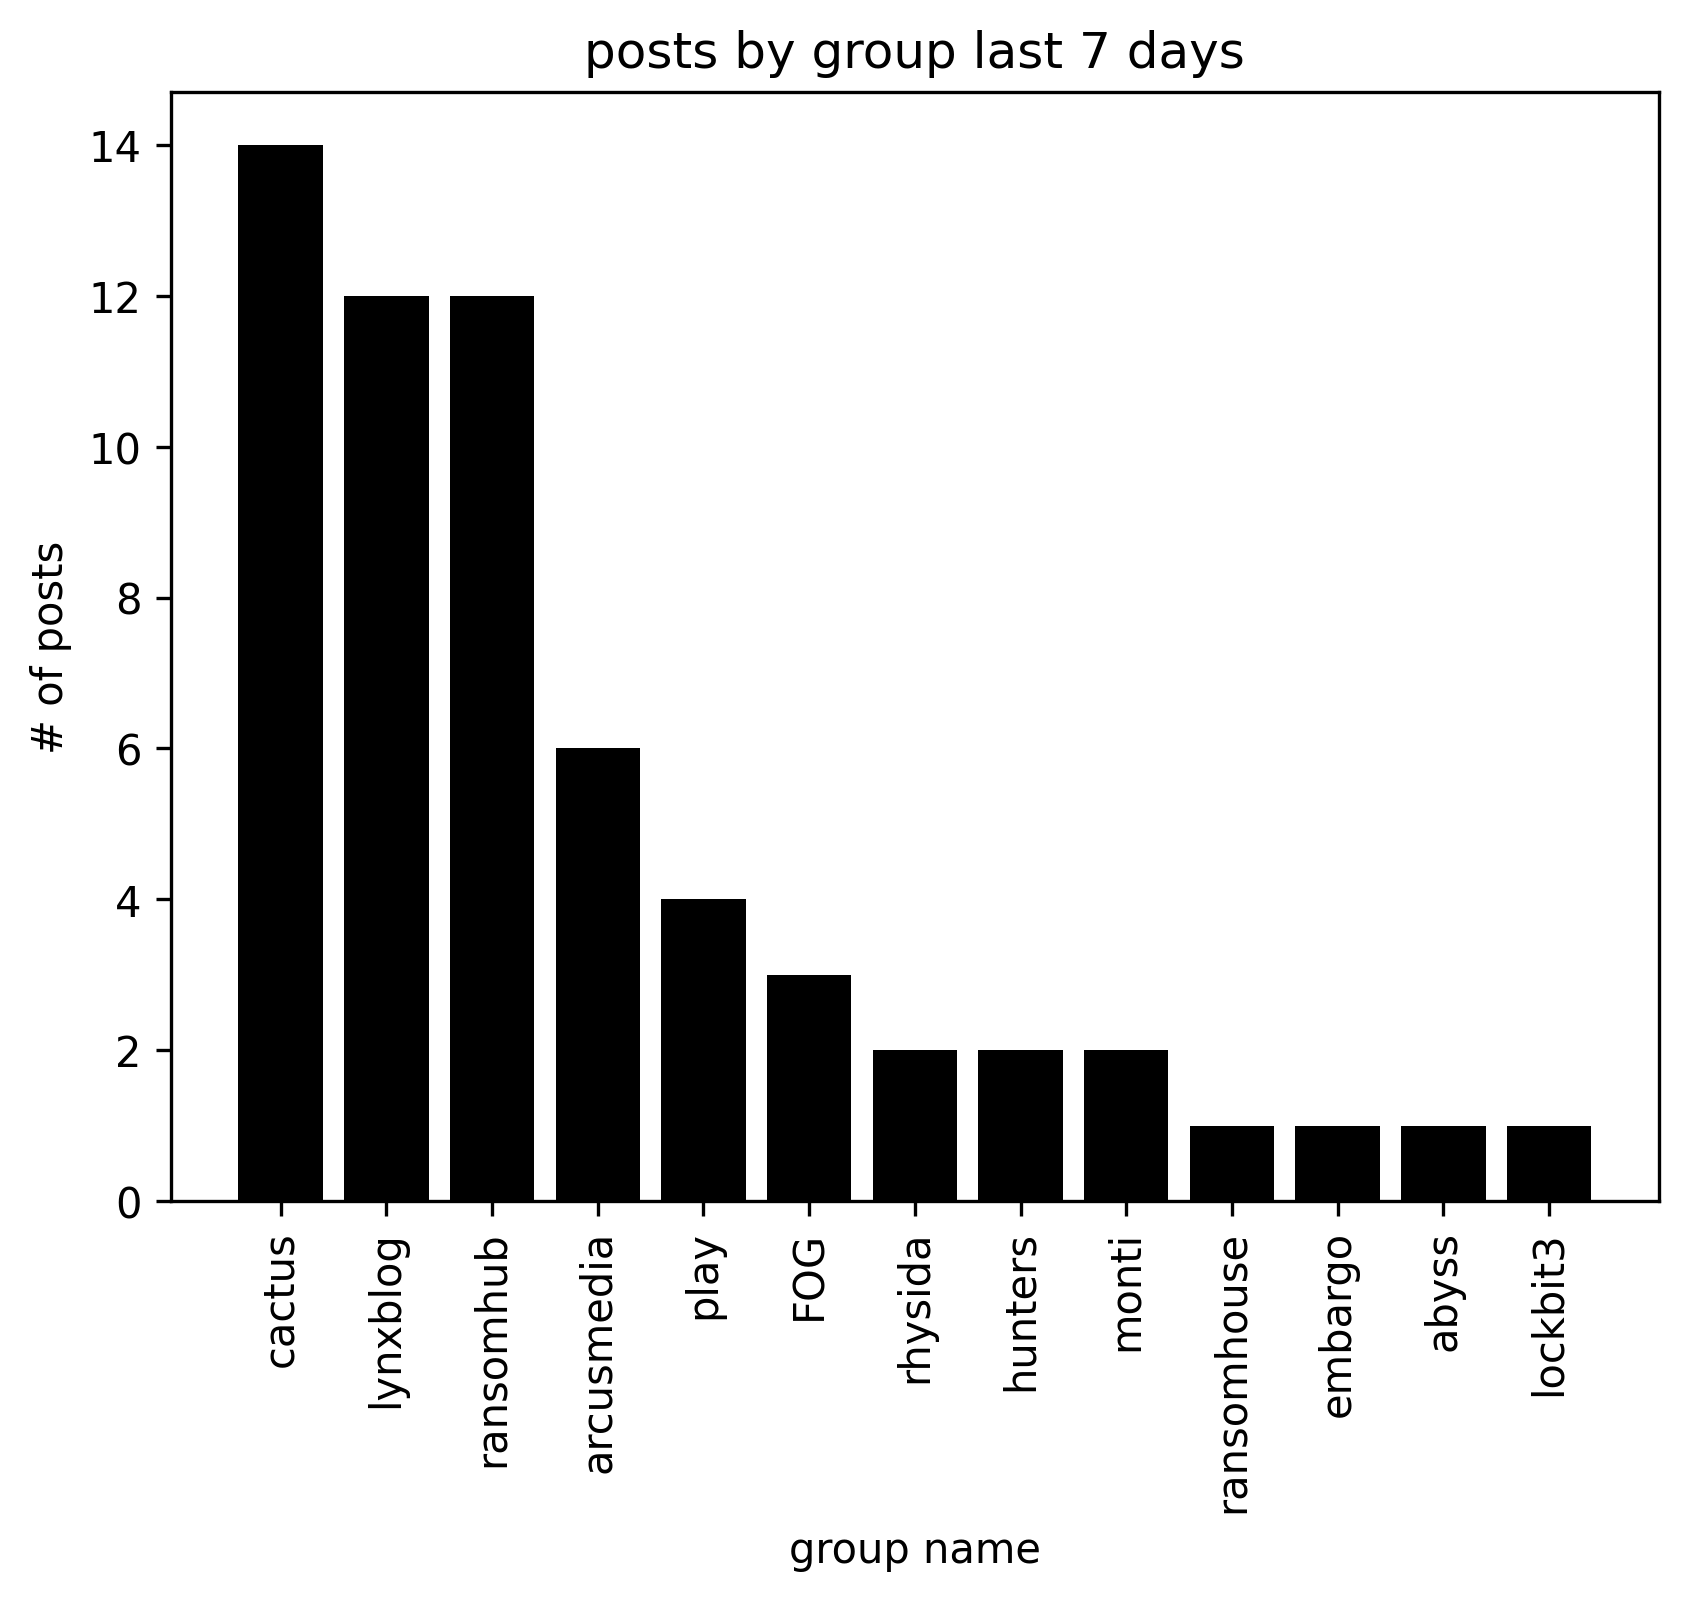 posts by group last 7 days
14
12
10
8
6
4
2
0
# of posts
cactus
lynxblog
ransomhub
arcusmedia
play
FOG
rhysida
hunters
monti
ransomhouse
embargo
abyss
lockbit3
group name